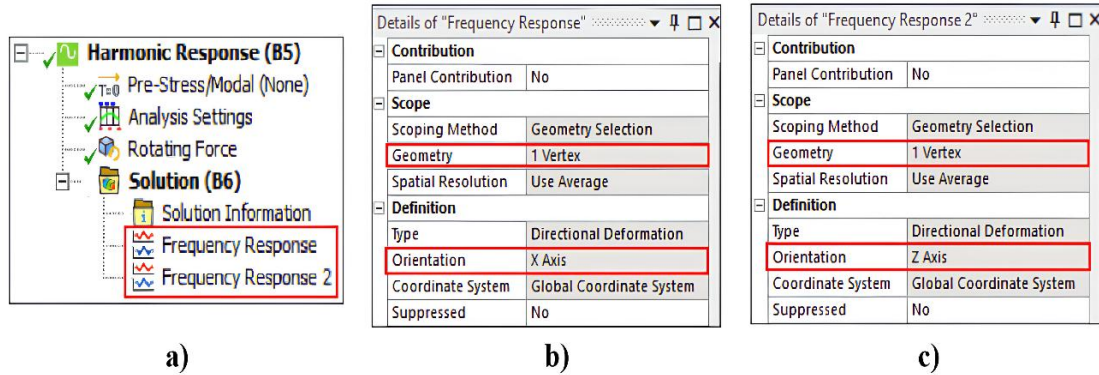 Harmonic Response (B5)
T=0 Pre-Stress/Modal (None)
Analysis Settings
Rotating Force
Solution (B6)
i Solution Information
Frequency Response
Frequency Response 2
a)
Details of "Frequency Response"
Contribution
Panel Contribution No
Scope
Scoping Method Geometry Selection
Geometry 1 Vertex
Spatial Resolution Use Average
Definition
Type Directional Deformation
Orientation X Axis
Coordinate System Global Coordinate System
Suppressed No
b)
Details of "Frequency Response 2"
Contribution
Panel Contribution No
Scope
Scoping Method Geometry Selection
Geometry 1 Vertex
Spatial Resolution Use Average
Definition
Type Directional Deformation
Orientation Z Axis
Coordinate System Global Coordinate System
Suppressed No
c)